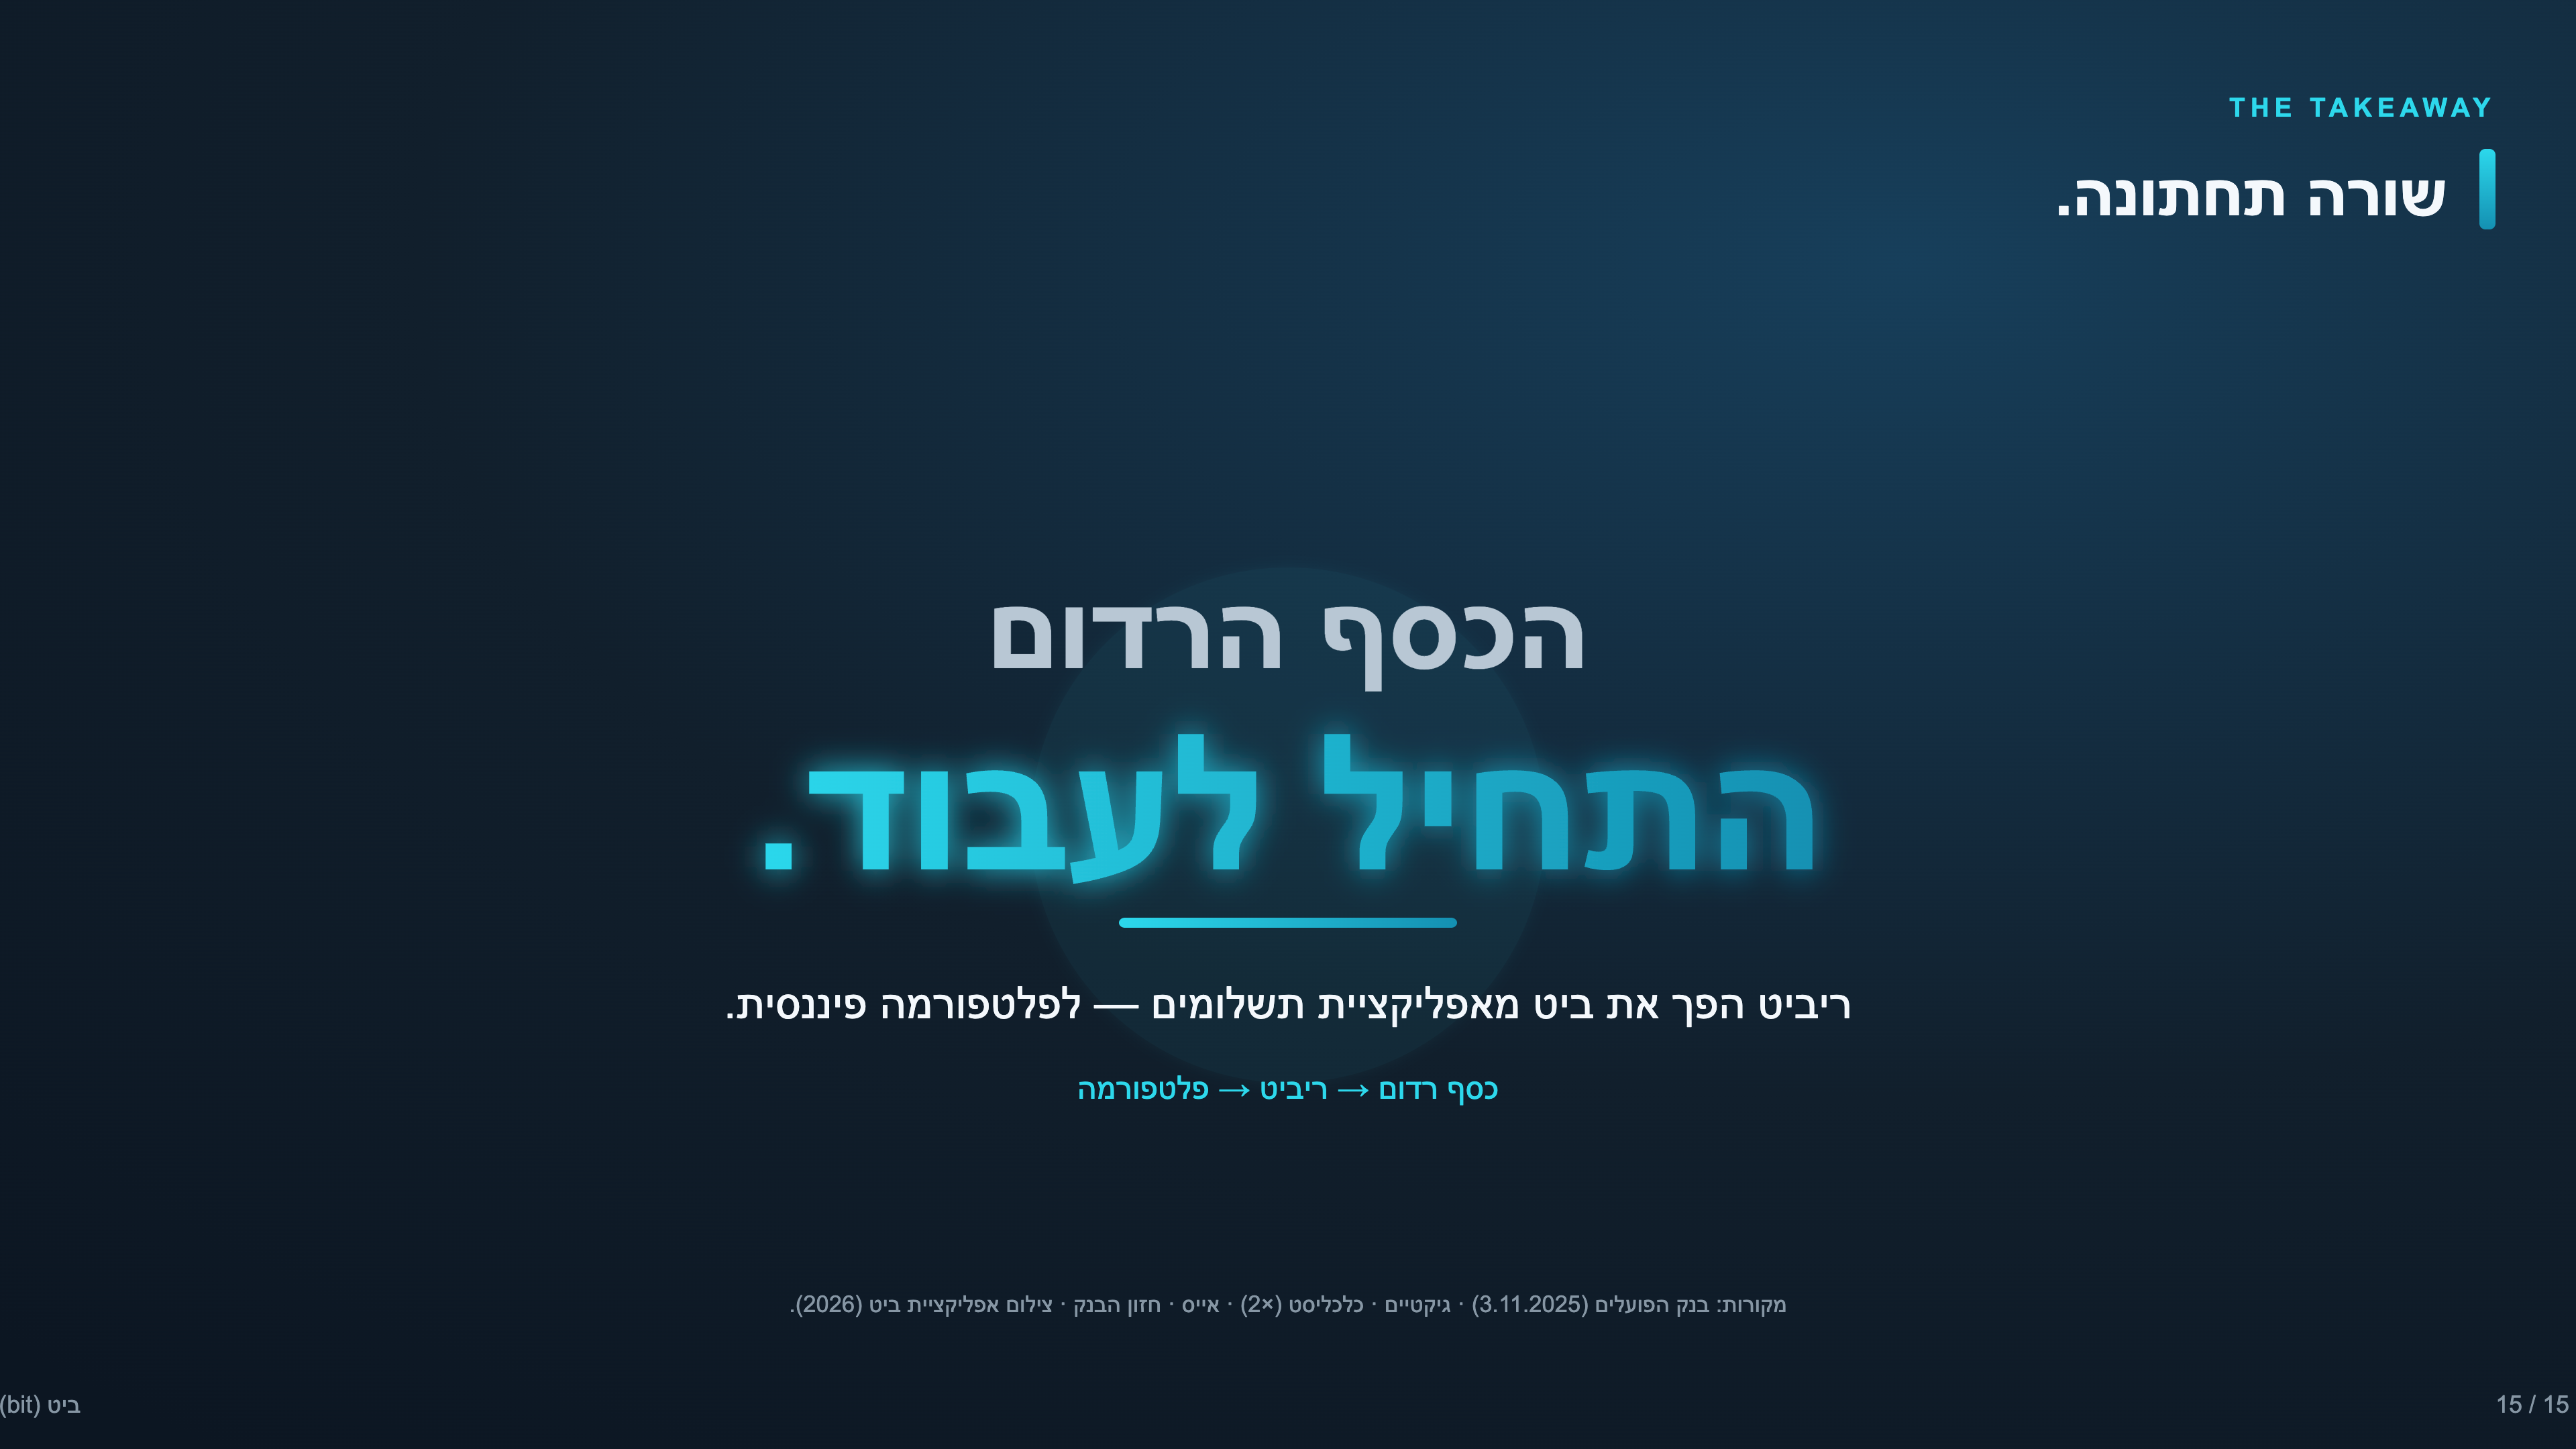 THE TAKEAWAY
שורה תחתונה.
הכסף הרדום
התחיל לעבוד.
ריביט הפך את ביט מאפליקציית תשלומים — לפלטפורמה פיננסית.
כסף רדום → ריביט → פלטפורמה
מקורות: בנק הפועלים (3.11.2025) · גיקטיים · כלכליסט (2×) · אייס · חזון הבנק · צילום אפליקציית ביט (2026).
15 / 15
ביט (bit)